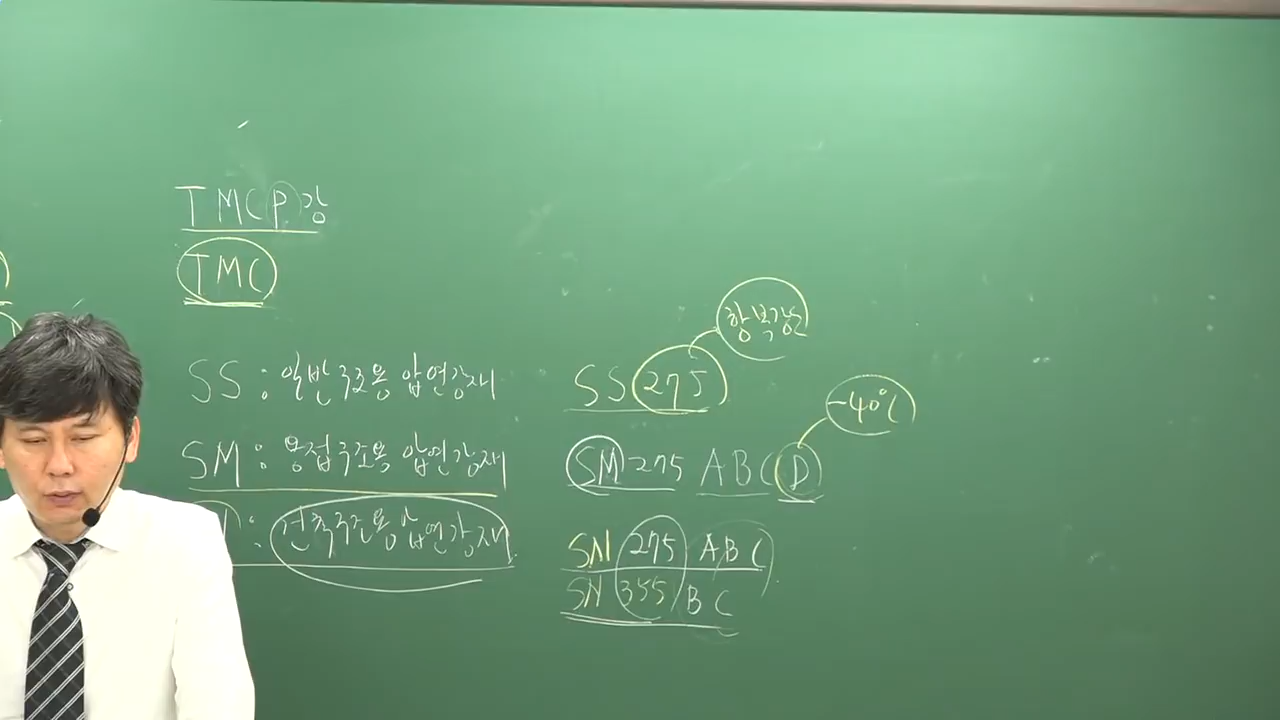 TMCP강
TMC
SS : 일반구조용 압연강재
SM : 용접구조용 압연강재
: 건축구조용 압연강재
항복강도
SS 275
-40℃
SM 275 A B C D
SN 275 A B C
SN 355 B C